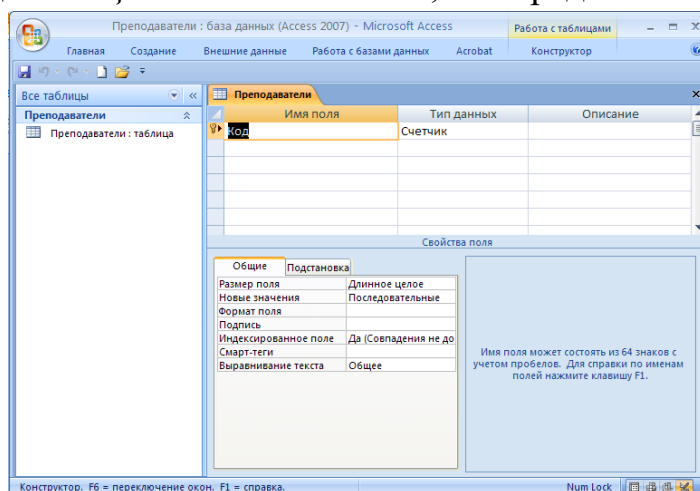 Преподаватели : база данных (Access 2007) - Microsoft Access
Работа с таблицами
Главная Создание Внешние данные Работа с базами данных Acrobat Конструктор
Все таблицы
Преподаватели
Преподаватели : таблица
Преподаватели
Имя поля Тип данных Описание
Код Счетчик
Свойства поля
Общие Подстановка
Размер поля Длинное целое
Новые значения Последовательные
Формат поля
Подпись
Индексированное поле Да (Совпадения не до
Смарт-теги
Выравнивание текста Общее
Имя поля может состоять из 64 знаков с
учетом пробелов. Для справки по именам
полей нажмите клавишу F1.
Конструктор. F6 = переключение окон. F1 = справка. Num Lock